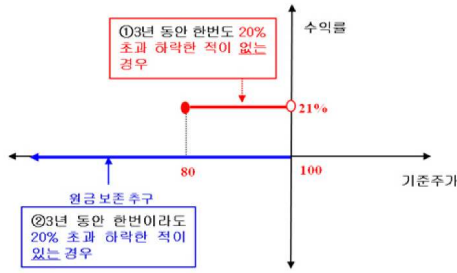 ①3년 동안 한번도 20%
초과 하락한 적이 없는
경우
수익률
21%
80
100
기준주가
원금 보존 추구
②3년 동안 한번이라도
20% 초과 하락한 적이
있는 경우